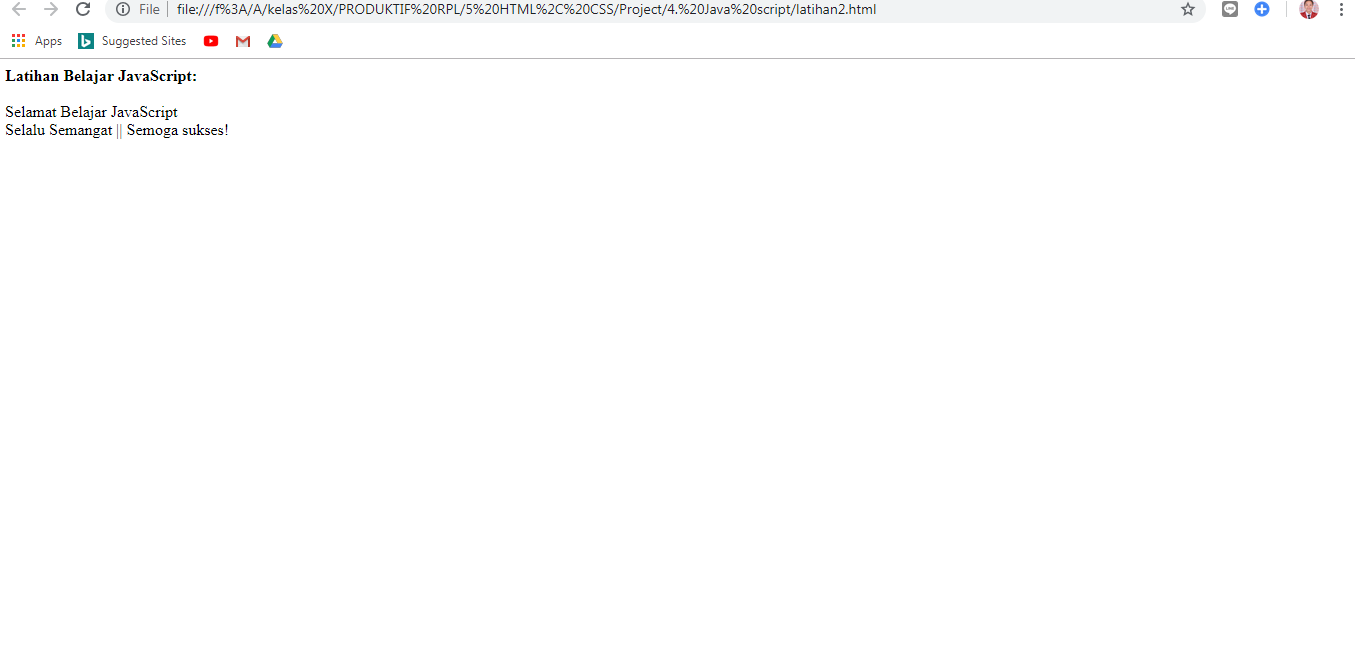 File file:///f%3A/A/kelas%20X/PRODUKTIF%20RPL/5%20HTML%2C%20CSS/Project/4.%20Java%20script/latihan2.html
Apps Suggested Sites
Latihan Belajar JavaScript:
Selamat Belajar JavaScript
Selalu Semangat || Semoga sukses!